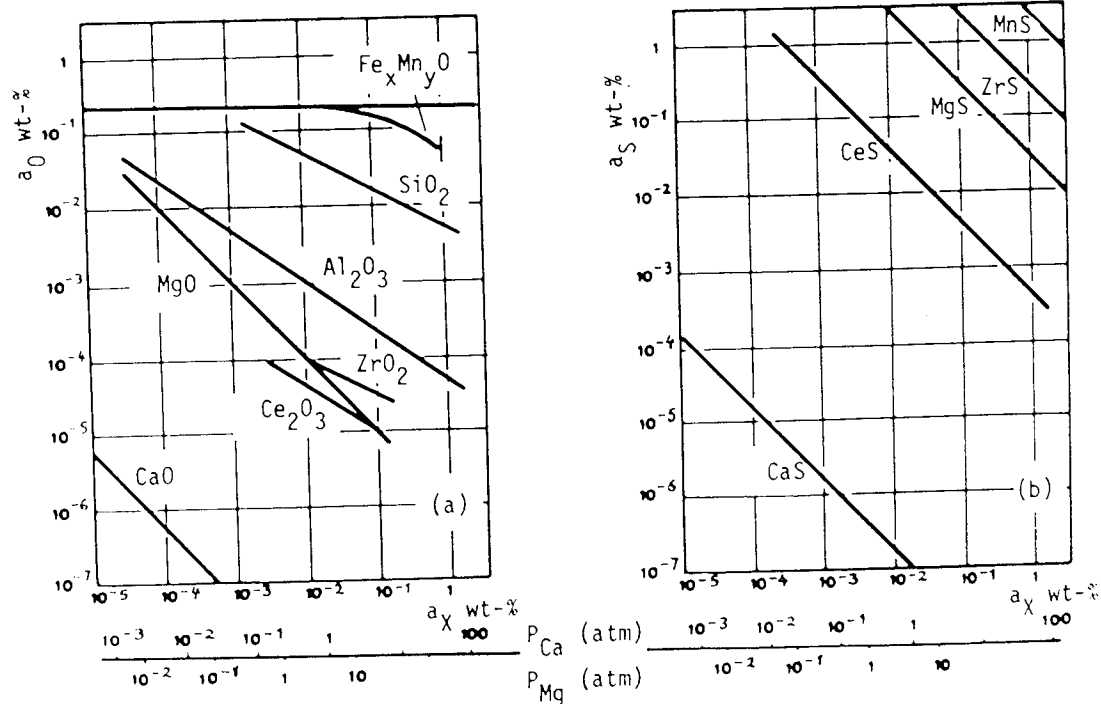 a_O wt-%
1
10⁻¹
10⁻²
10⁻³
10⁻⁴
10⁻⁵
10⁻⁶
10⁻⁷
Fe_xMn_yO
SiO₂
Al₂O₃
MgO
ZrO₂
Ce₂O₃
CaO
(a)
10⁻⁵ 10⁻⁴ 10⁻³ 10⁻² 10⁻¹ 1
a_X wt-%
a_S wt-%
1
10⁻¹
10⁻²
10⁻³
10⁻⁴
10⁻⁵
10⁻⁶
10⁻⁷
MnS
ZrS
MgS
CeS
CaS
(b)
10⁻⁵ 10⁻⁴ 10⁻³ 10⁻² 10⁻¹ 1
a_X wt-%
10⁻³ 10⁻² 10⁻¹ 1 100 P_Ca (atm) 10⁻³ 10⁻² 10⁻¹ 1 100
10⁻² 10⁻¹ 1 10 P_Mg (atm) 10⁻² 10⁻¹ 1 10